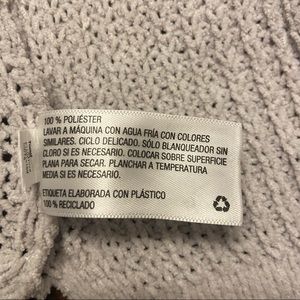 100 % POLIÉSTER
LAVAR A MÁQUINA CON AGUA FRÍA CON COLORES
SIMILARES. CICLO DELICADO. SÓLO BLANQUEADOR SIN
CLORO SI ES NECESARIO. COLOCAR SOBRE SUPERFICIE
PLANA PARA SECAR. PLANCHAR A TEMPERATURA
MEDIA SI ES NECESARIO.
ETIQUETA ELABORADA CON PLÁSTICO
100 % RECICLADO